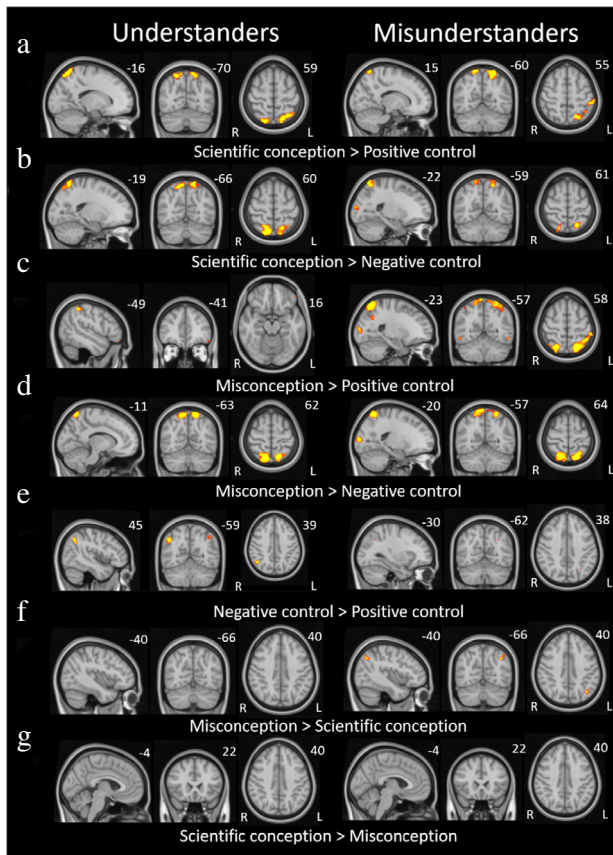 Understanders Misunderstanders
a
-16 -70 59 15 -60 55
R L R L
Scientific conception > Positive control
b
-19 -66 60 -22 -59 61
R L R L
Scientific conception > Negative control
c
-49 -41 16 -23 -57 58
R L R L
Misconception > Positive control
d
-11 -63 62 -20 -57 64
R L R L
Misconception > Negative control
e
45 -59 39 -30 -62 38
R L R L
Negative control > Positive control
f
-40 -66 40 -40 -66 40
R L R L
Misconception > Scientific conception
g
-4 22 40 -4 22 40
R L R L
Scientific conception > Misconception